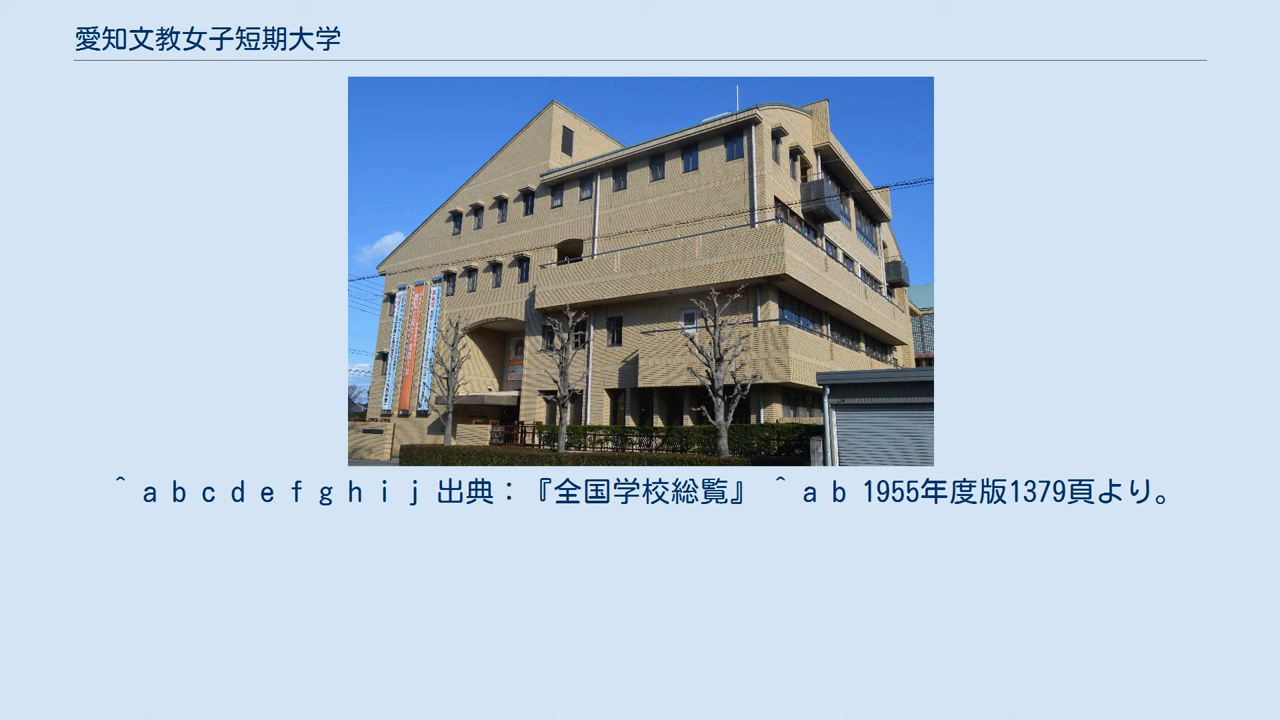 愛知文教女子短期大学
^ a b c d e f g h i j 出典：『全国学校総覧』 ^ a b 1955年度版1379頁より。